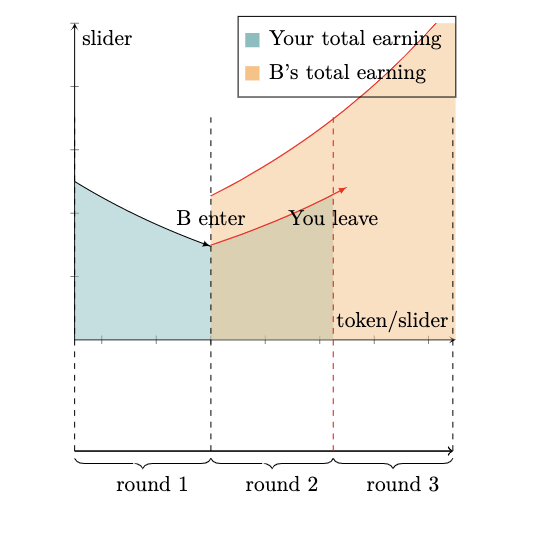 slider
Your total earning
B's total earning
B enter
You leave
token/slider
round 1
round 2
round 3